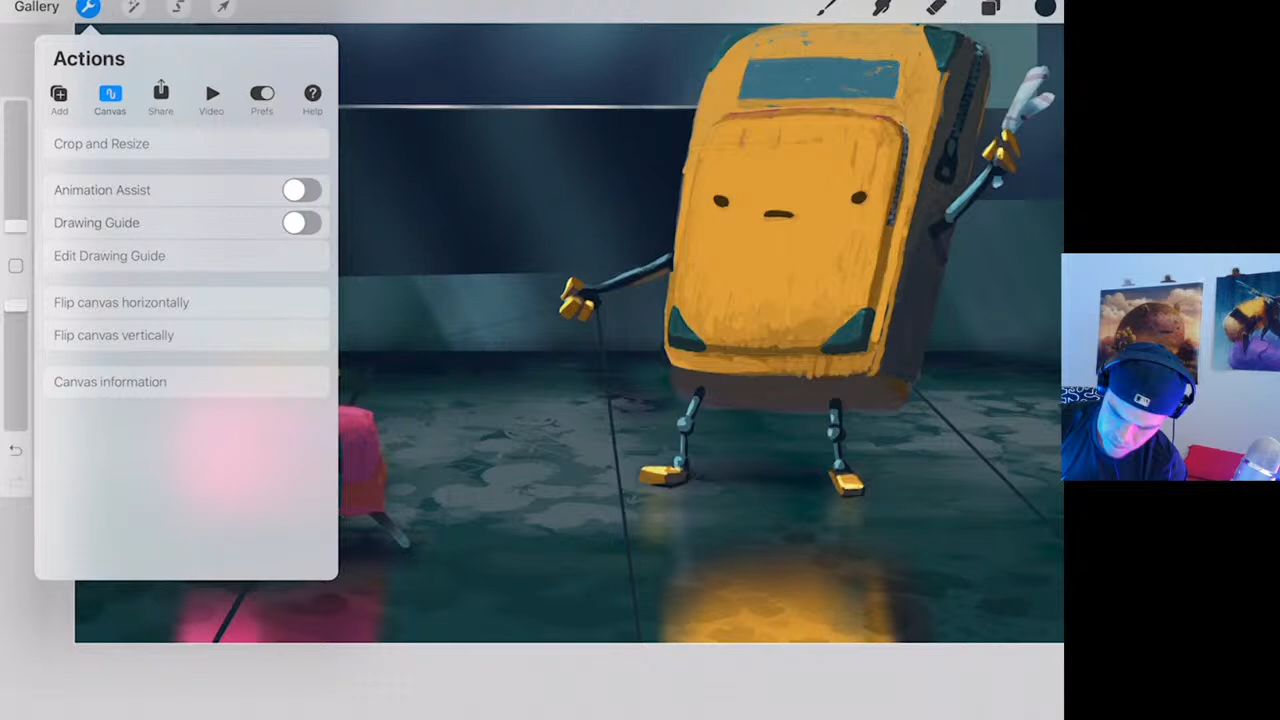 Gallery
Actions
Add Canvas Share Video Prefs Help
Crop and Resize
Animation Assist
Drawing Guide
Edit Drawing Guide
Flip canvas horizontally
Flip canvas vertically
Canvas information